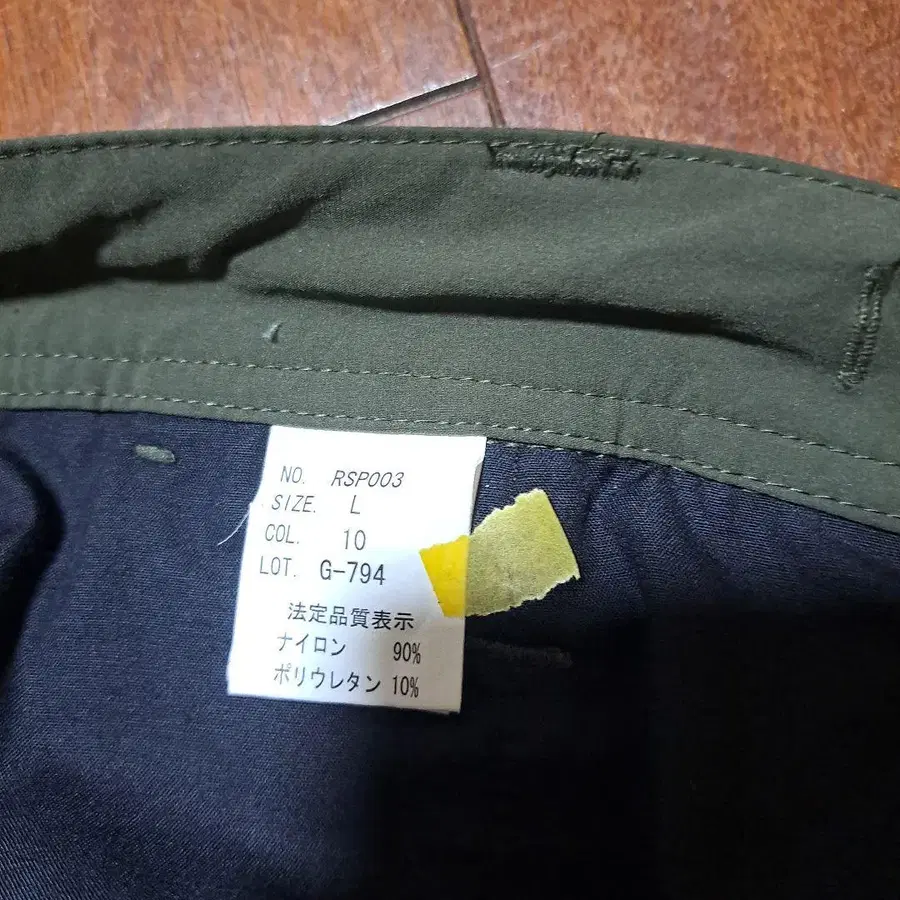 NO. RSP003
SIZE. L
COL. 10
LOT. G-794
法定品質表示
ナイロン 90%
ポリウレタン 10%